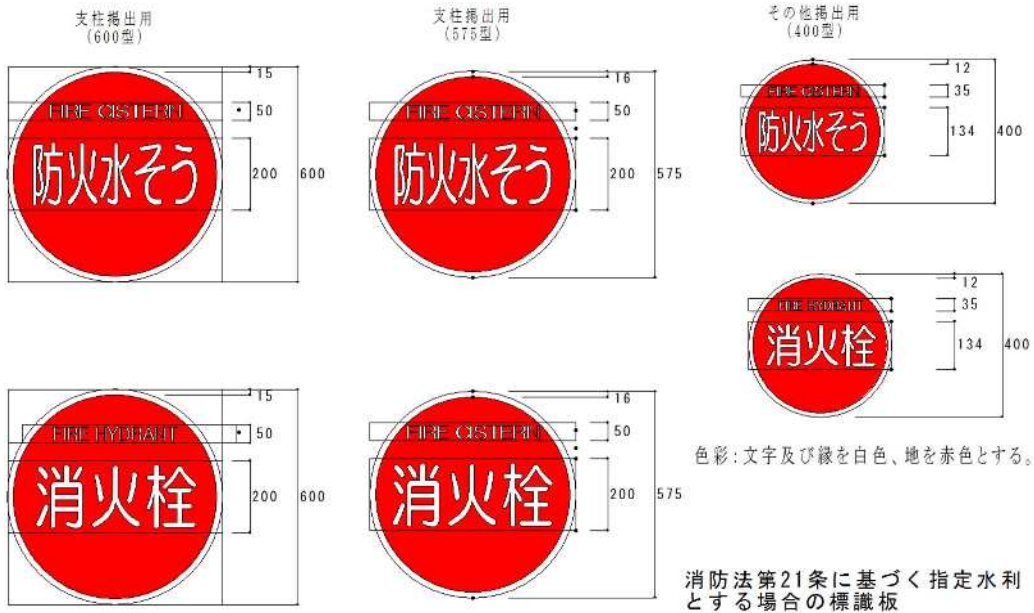 支柱掲出用
(600型)
15
FIRE CISTERN
50
防火水そう
200
600
支柱掲出用
(575型)
16
FIRE CISTERN
50
防火水そう
200
575
その他掲出用
(400型)
12
FIRE CISTERN
35
防火水そう
134
400
15
FIRE HYDRANT
50
消火栓
200
600
16
FIRE CISTERN
50
消火栓
200
575
12
FIRE HYDRANT
35
消火栓
134
400
色彩:文字及び縁を白色、地を赤色とする。
消防法第21条に基づく指定水利
とする場合の標識板